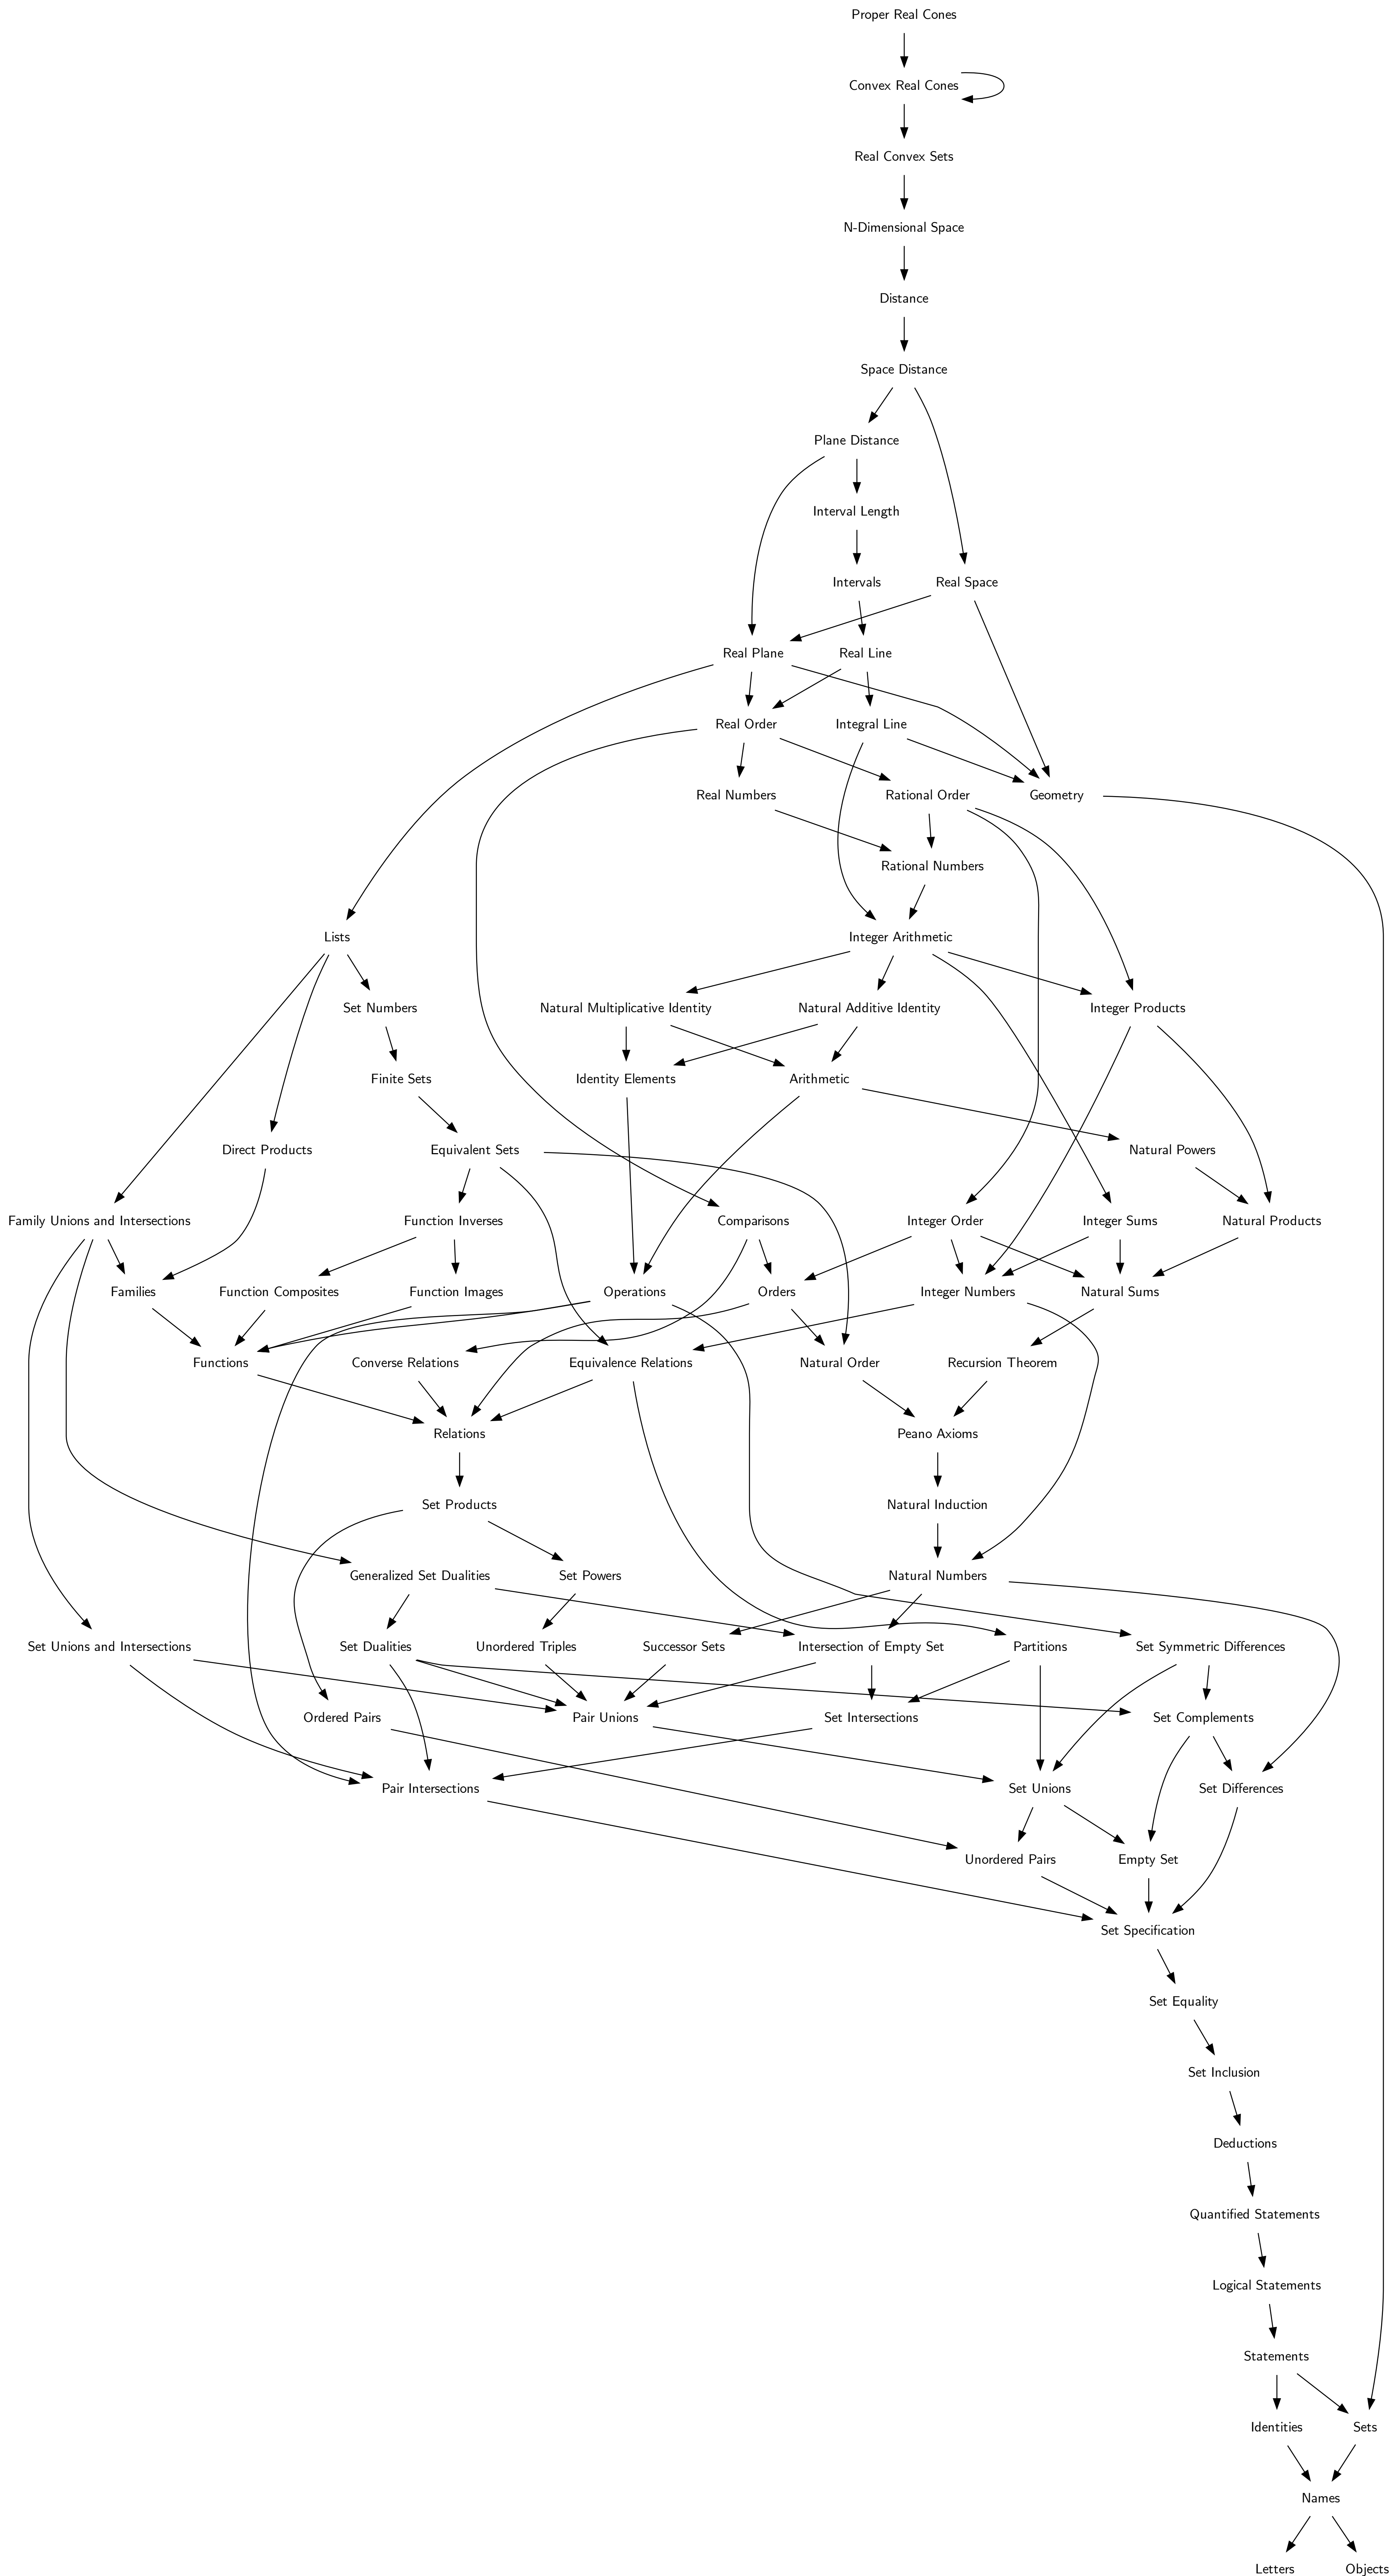 Proper Real Cones
Convex Real Cones
Real Convex Sets
N-Dimensional Space
Distance
Space Distance
Plane Distance
Interval Length
Intervals
Real Space
Real Plane
Real Line
Real Order
Integral Line
Real Numbers
Rational Order
Geometry
Rational Numbers
Lists
Integer Arithmetic
Set Numbers
Natural Multiplicative Identity
Natural Additive Identity
Integer Products
Finite Sets
Identity Elements
Arithmetic
Direct Products
Equivalent Sets
Natural Powers
Family Unions and Intersections
Function Inverses
Comparisons
Integer Order
Integer Sums
Natural Products
Families
Function Composites
Function Images
Operations
Orders
Integer Numbers
Natural Sums
Functions
Converse Relations
Equivalence Relations
Natural Order
Recursion Theorem
Relations
Peano Axioms
Set Products
Natural Induction
Generalized Set Dualities
Set Powers
Natural Numbers
Set Unions and Intersections
Set Dualities
Unordered Triples
Successor Sets
Intersection of Empty Set
Partitions
Set Symmetric Differences
Ordered Pairs
Pair Unions
Set Intersections
Set Complements
Pair Intersections
Set Unions
Set Differences
Unordered Pairs
Empty Set
Set Specification
Set Equality
Set Inclusion
Deductions
Quantified Statements
Logical Statements
Statements
Identities
Sets
Names
Letters
Objects